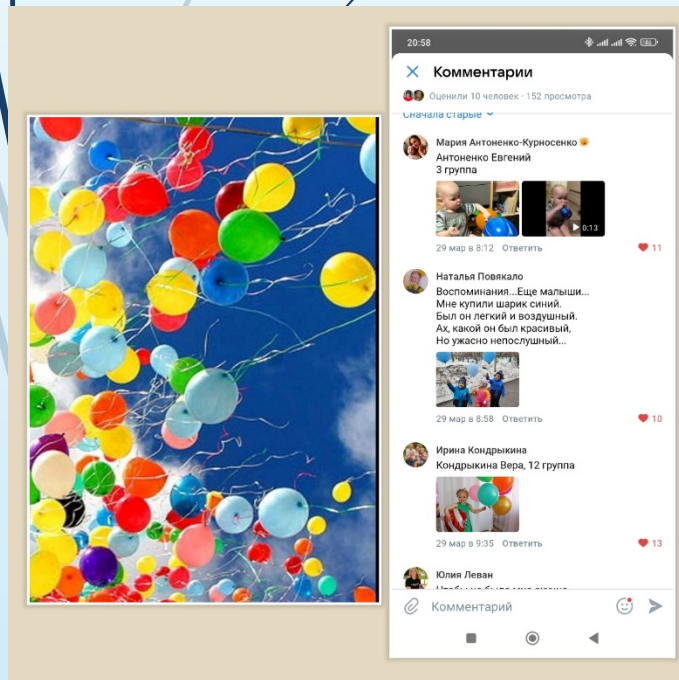 20:58
Комментарии
Оценили 10 человек · 152 просмотра
Сначала старые
Мария Антоненко-Курносенко
Антоненко Евгений
3 группа
0:13
29 мар в 8:12 Ответить 11
Наталья Повякало
Воспоминания...Еще малыши...
Мне купили шарик синий.
Был он легкий и воздушный.
Ах, какой он был красивый,
Но ужасно непослушный...
29 мар в 8:58 Ответить 10
Ирина Кондрыкина
Кондрыкина Вера, 12 группа
29 мар в 9:35 Ответить 13
Юлия Леван
Комментарий